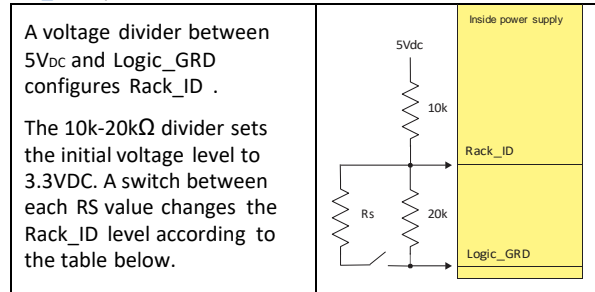 A voltage divider between
5VDC and Logic_GRD
configures Rack_ID .
The 10k-20kΩ divider sets
the initial voltage level to
3.3VDC. A switch between
each RS value changes the
Rack_ID level according to
the table below.
Inside power supply
5Vdc
10k
Rack_ID
Rs
20k
Logic_GRD